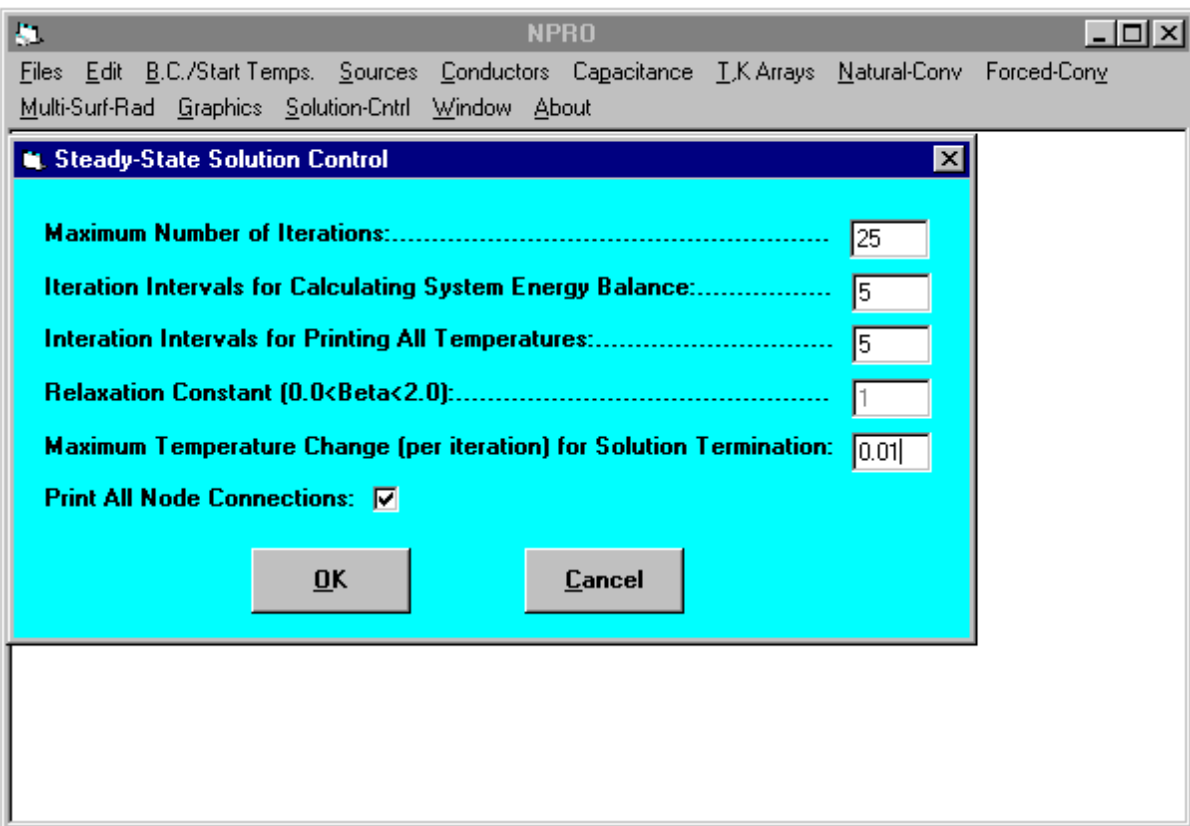 NPRO
Files Edit B.C./Start Temps. Sources Conductors Capacitance T,K Arrays Natural-Conv Forced-Conv
Multi-Surf-Rad Graphics Solution-Cntrl Window About
Steady-State Solution Control
Maximum Number of Iterations:.................................................... 25
Iteration Intervals for Calculating System Energy Balance:................ 5
Interation Intervals for Printing All Temperatures:............................ 5
Relaxation Constant (0.0<Beta<2.0):............................................ 1
Maximum Temperature Change (per iteration) for Solution Termination: 0.01
Print All Node Connections:
OK Cancel